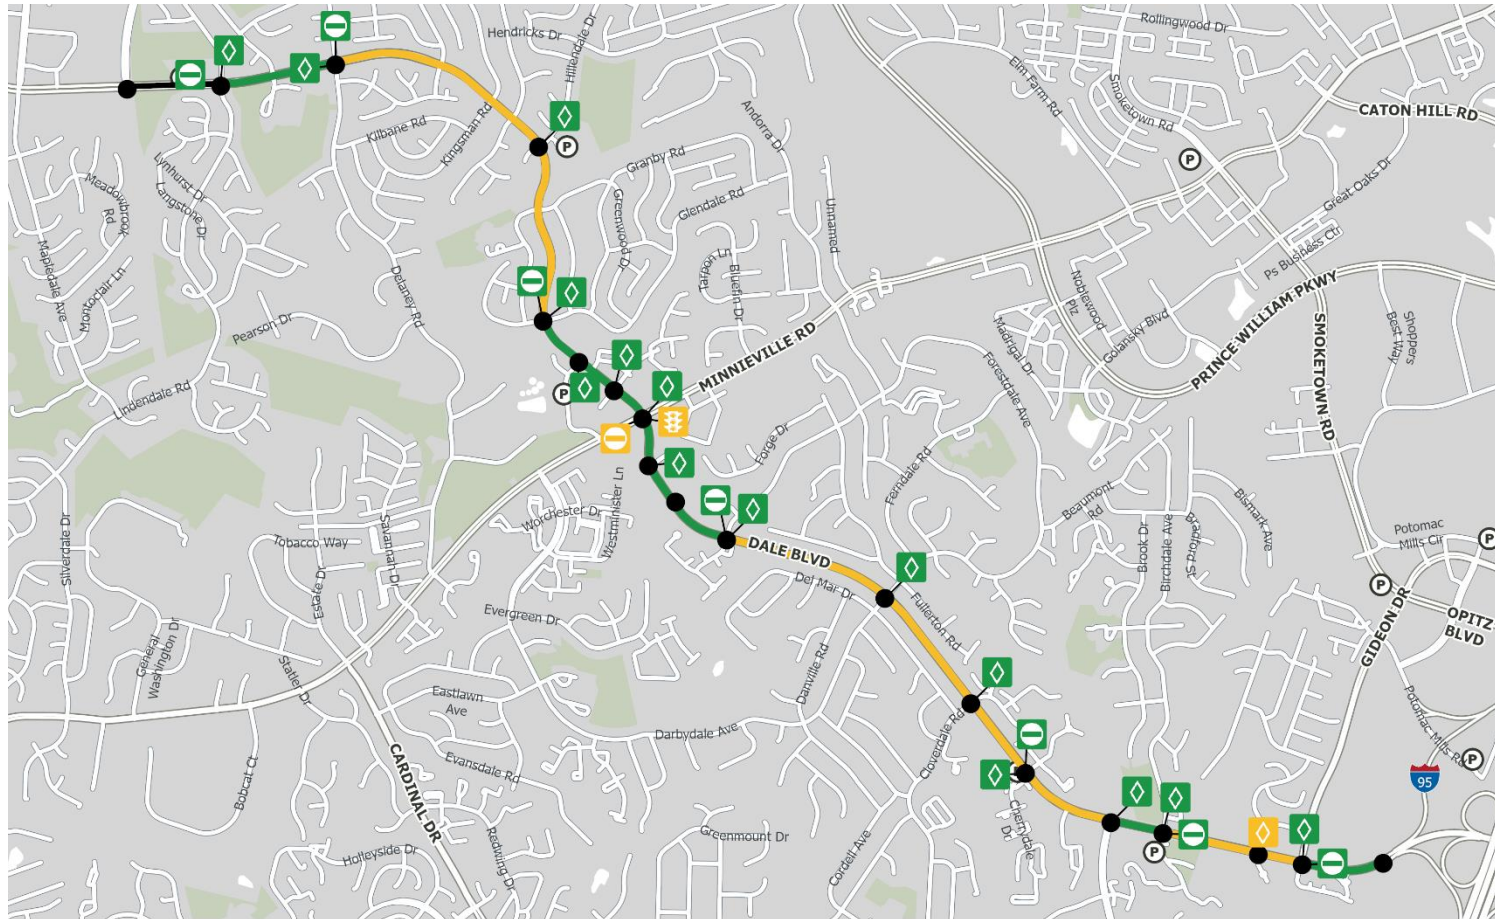 Hendricks Dr
Hillendale Dr
Rollingwood Dr
Elm Farm Rd
Smoketown Rd
CATON HILL RD
Andorra Dr
Kilbane Rd
Kingsman Rd
P
P
Granby Rd
Lynhurst Dr
Langstone Dr
Meadowbrook
Rd
Greenwood Dr
Glendale Rd
Unnamed
Great Oaks Dr
Ps Business Ctr
Mapledale Ave
Montoclair Ln
Delaney Rd
Tarpon Ln
Bluefin Dr
Noblewood
Plz
Golansky Blvd
PRINCE WILLIAM PKWY
Pearson Dr
MINNIEVILLE RD
Madrigal Dr
SMOKETOWN RD
Shoppers
Best Way
Lindendale Rd
P
Forestdale Ave
Forge Dr
Ferndale Rd
Westminister Ln
Worchester Dr
Beaumont
Rd
Brook Dr
Birchdale Ave
Bradford St
Bismark Ave
Potomac
Mills Cir
P
Silverdale Dr
Tobacco Way
Savannah Dr
Estate Dr
DALE BLVD
Del Mar Dr
P
OPITZ
BLVD
GIDEON DR
Evergreen Dr
Fullerton Rd
General
Washington Dr
Statler Dr
Danville Rd
Eastlawn
Ave
Darbydale Ave
Cloverdale Rd
Potomac Mills Rd
P
95
Bobcat Ct
CARDINAL DR
Evansdale Rd
Cherrydale
Dr
Greenmount Dr
Cordell Ave
P
Holleyside Dr
Redwing Dr